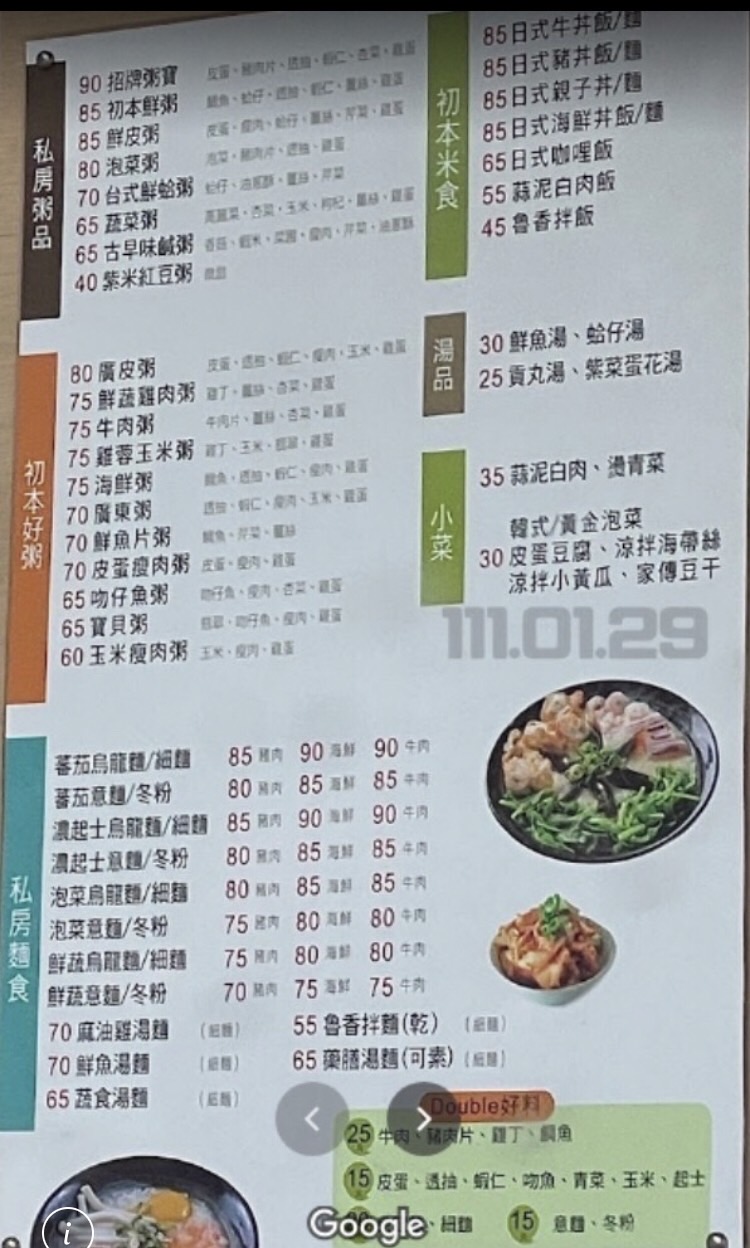 私房粥品
90 招牌粥寶 皮蛋、豬肉片、透抽、蝦仁、杏菜、雞蛋
85 初本鮮粥 鯛魚、蛤仔、透抽、蝦仁、薑絲、雞蛋
85 鮮皮粥 皮蛋、瘦肉、蛤仔、薑絲、芹菜、雞蛋
80 泡菜粥 泡菜、豬肉片、透抽、雞蛋
70 台式鮮蛤粥 蛤仔、油蔥酥、薑絲、芹菜
65 蔬菜粥 高麗菜、杏菜、玉米、枸杞、薑絲、雞蛋
65 古早味鹹粥 香菇、蝦米、菜圃、瘦肉、芹菜、油蔥酥
40 紫米紅豆粥 微甜
初本好粥
80 廣皮粥 皮蛋、透抽、蝦仁、瘦肉、玉米、雞蛋
75 鮮蔬雞肉粥 雞丁、薑絲、杏菜、雞蛋
75 牛肉粥 牛肉片、薑絲、杏菜、雞蛋
75 雞蓉玉米粥 雞丁、玉米、翡翠、雞蛋
75 海鮮粥 鯛魚、透抽、蝦仁、瘦肉、雞蛋
70 廣東粥 透抽、蝦仁、瘦肉、玉米、雞蛋
70 鮮魚片粥 鯛魚、芹菜、薑絲
70 皮蛋瘦肉粥 皮蛋、瘦肉、雞蛋
65 吻仔魚粥 吻仔魚、瘦肉、杏菜、雞蛋
65 寶貝粥 翡翠、吻仔魚、瘦肉、雞蛋
60 玉米瘦肉粥 玉米、瘦肉、雞蛋
初本米食
85 日式牛丼飯/麵
85 日式豬丼飯/麵
85 日式親子丼/麵
85 日式海鮮丼飯/麵
65 日式咖哩飯
55 蒜泥白肉飯
45 魯香拌飯
湯品
30 鮮魚湯、蛤仔湯
25 貢丸湯、紫菜蛋花湯
小菜
35 蒜泥白肉、燙青菜
韓式/黃金泡菜
30 皮蛋豆腐、涼拌海帶絲
涼拌小黃瓜、家傳豆干
111.01.29
私房麵食
蕃茄烏龍麵/細麵 85 豬肉 90 海鮮 90 牛肉
蕃茄意麵/冬粉 80 豬肉 85 海鮮 85 牛肉
濃起士烏龍麵/細麵 85 豬肉 90 海鮮 90 牛肉
濃起士意麵/冬粉 80 豬肉 85 海鮮 85 牛肉
泡菜烏龍麵/細麵 80 豬肉 85 海鮮 85 牛肉
泡菜意麵/冬粉 75 豬肉 80 海鮮 80 牛肉
鮮蔬烏龍麵/細麵 75 豬肉 80 海鮮 80 牛肉
鮮蔬意麵/冬粉 70 豬肉 75 海鮮 75 牛肉
70 麻油雞湯麵 (細麵) 55 魯香拌麵(乾) (細麵)
70 鮮魚湯麵 (細麵) 65 藥膳湯麵(可素) (細麵)
65 蔬食湯麵 (細麵)
Double好料
25 牛肉、豬肉片、雞丁、鯛魚
15 皮蛋、透抽、蝦仁、吻魚、青菜、玉米、起士
、細麵 15 意麵、冬粉
Google